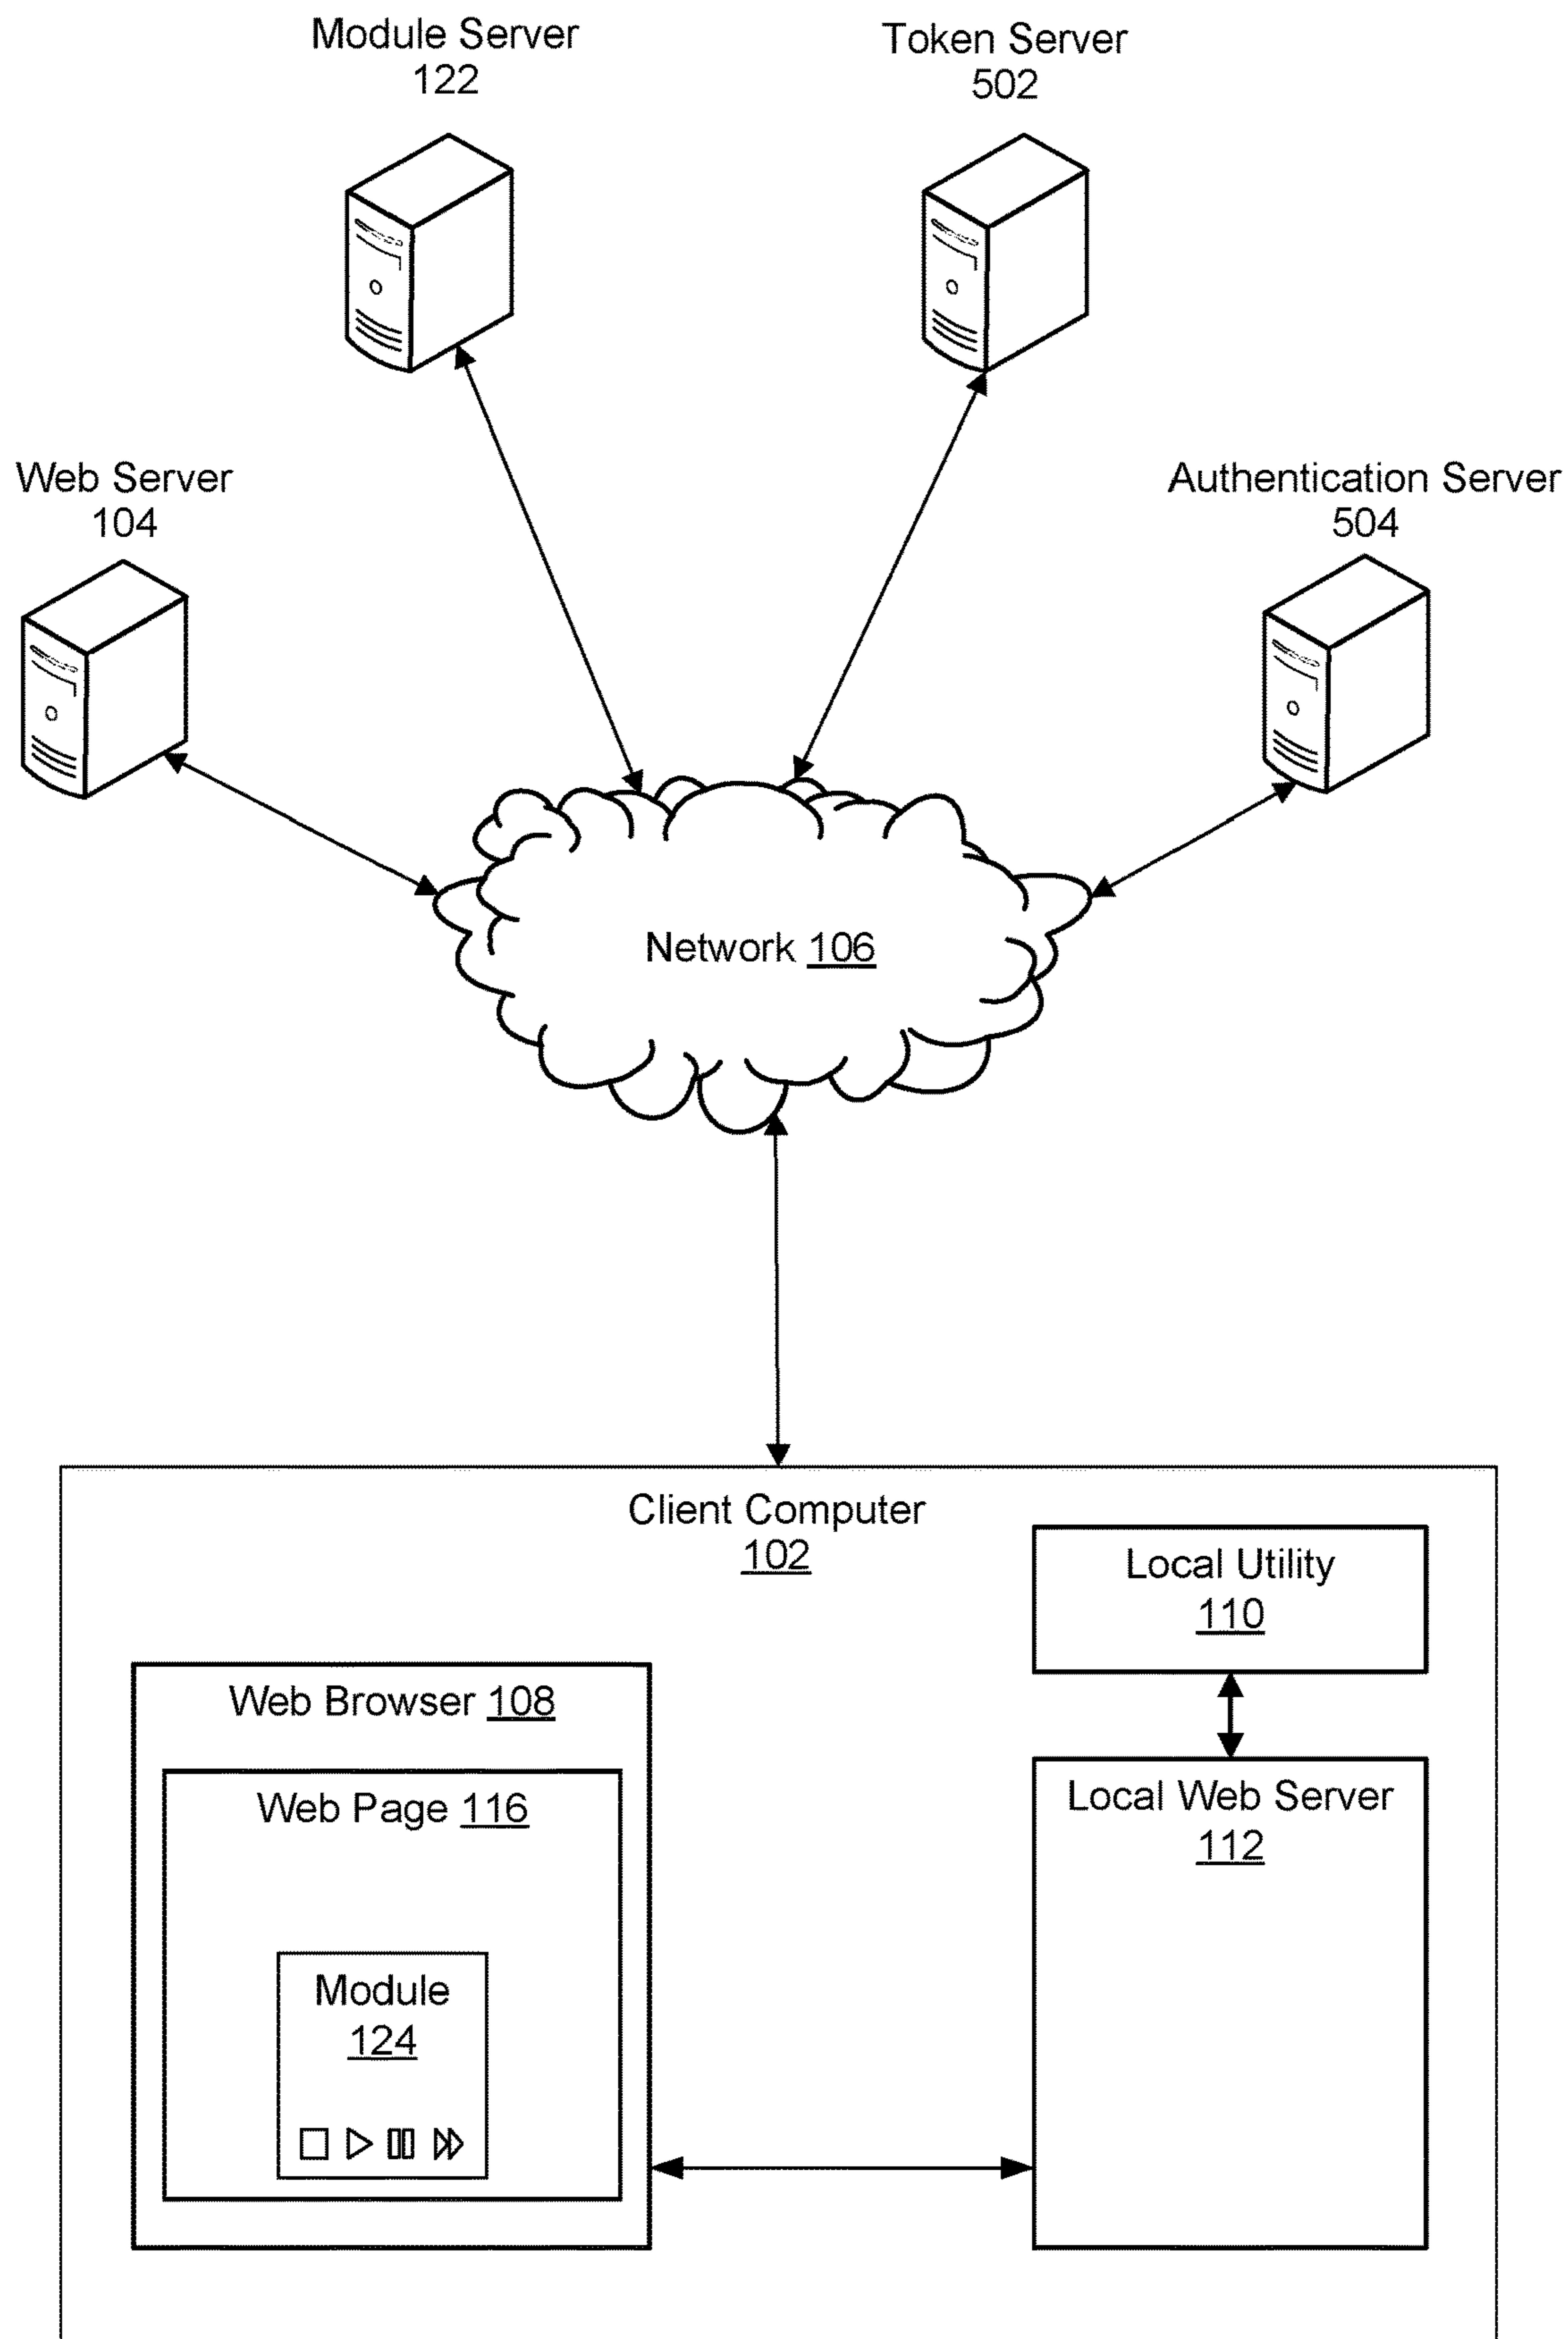 Module Server
122
Token Server
502
Web Server
104
Authentication Server
504
Network 106
Client Computer
102
Local Utility
110
Web Browser 108
Local Web Server
112
Web Page 116
Module
124